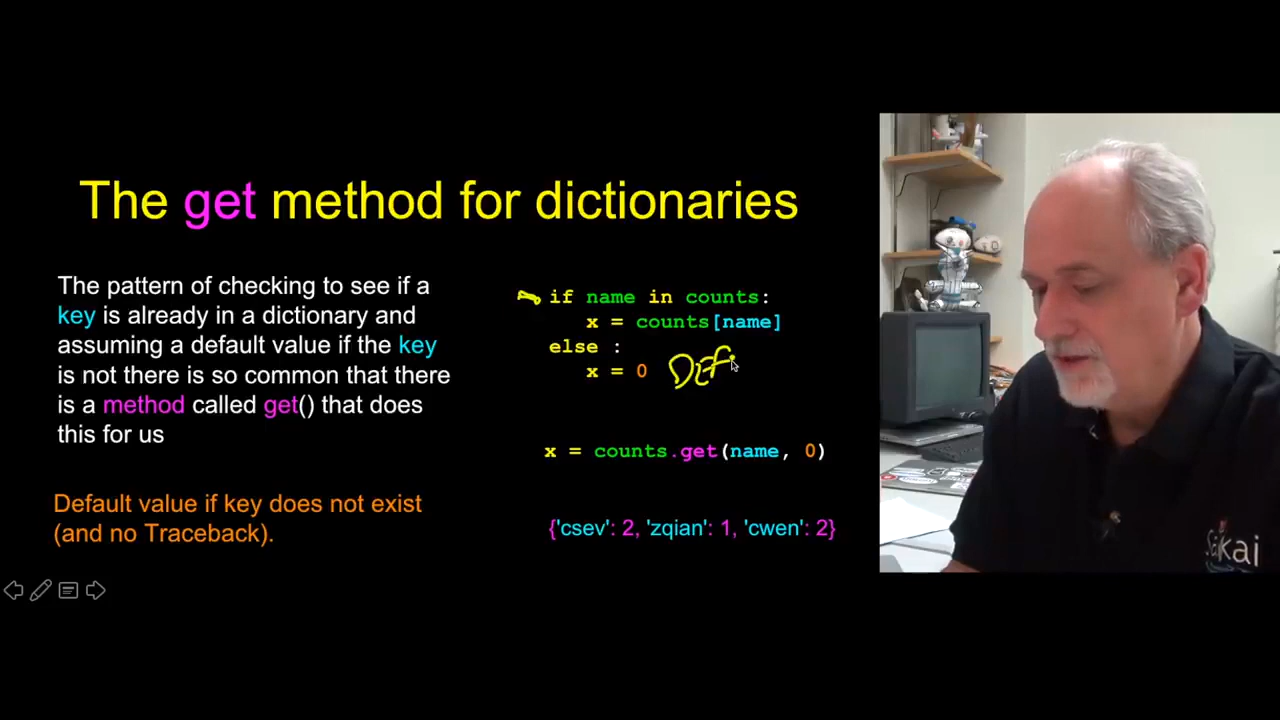 The get method for dictionaries
The pattern of checking to see if a
key is already in a dictionary and
assuming a default value if the key
is not there is so common that there
is a method called get() that does
this for us
Default value if key does not exist
(and no Traceback).
if name in counts:
x = counts[name]
else :
x = 0 DEF
x = counts.get(name, 0)
{'csev': 2, 'zqian': 1, 'cwen': 2}
Sakai